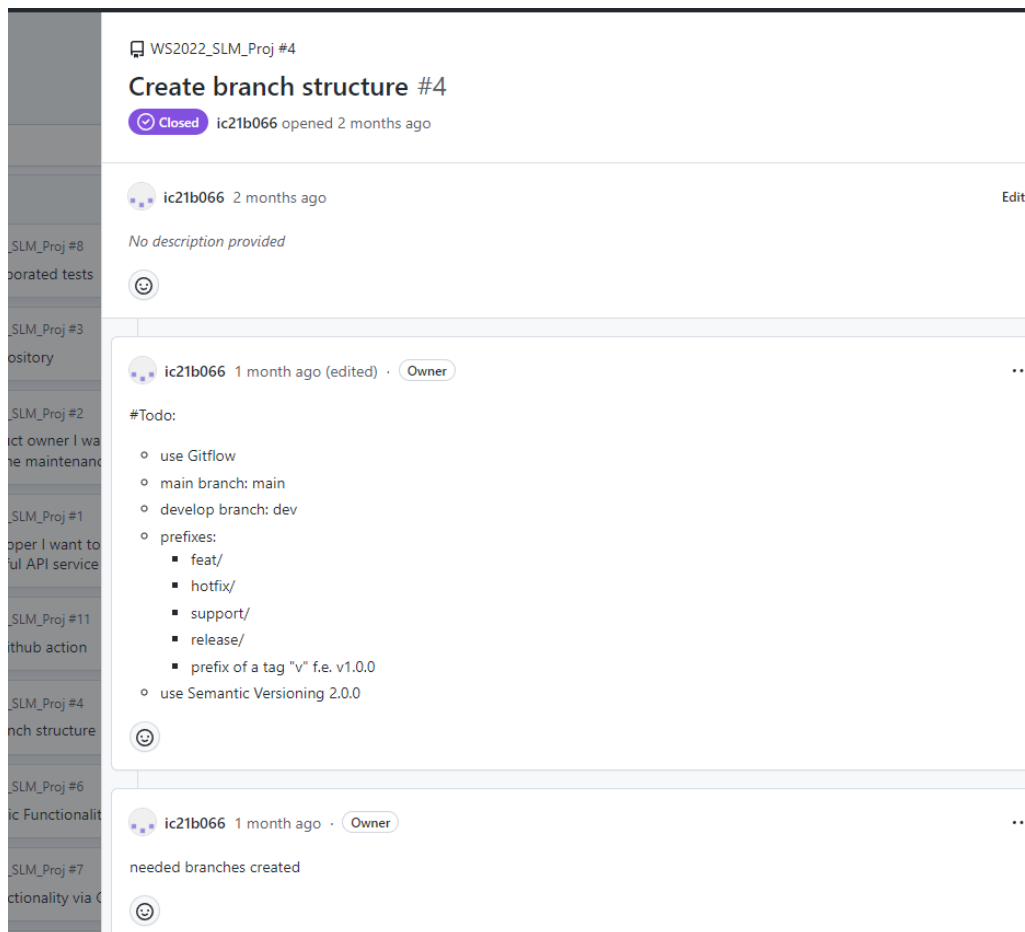 WS2022_SLM_Proj #4
Create branch structure #4
Closed ic21b066 opened 2 months ago
ic21b066 2 months ago
Edit
No description provided
ic21b066 1 month ago (edited) · Owner
#Todo:
use Gitflow
main branch: main
develop branch: dev
prefixes:
feat/
hotfix/
support/
release/
prefix of a tag "v" f.e. v1.0.0
use Semantic Versioning 2.0.0
ic21b066 1 month ago · Owner
needed branches created
_SLM_Proj #8
porated tests
_SLM_Proj #3
ository
_SLM_Proj #2
uct owner I wa
ne maintenanc
_SLM_Proj #1
oper I want to
ful API service
_SLM_Proj #11
ithub action
_SLM_Proj #4
nch structure
_SLM_Proj #6
ic Functionalit
_SLM_Proj #7
ctionality via